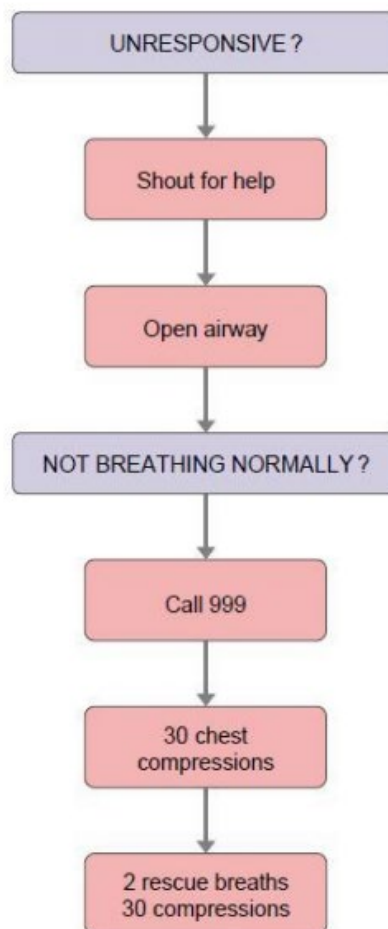 UNRESPONSIVE ?
Shout for help
Open airway
NOT BREATHING NORMALLY ?
Call 999
30 chest
compressions
2 rescue breaths
30 compressions